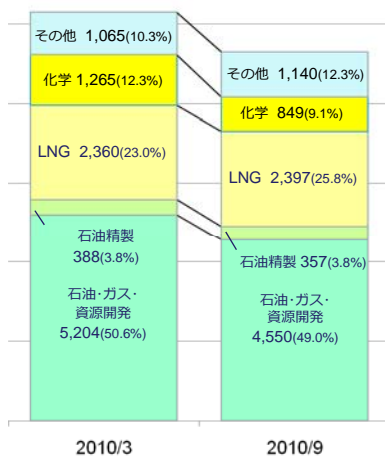 その他 1,065(10.3%)
化学 1,265(12.3%)
LNG 2,360(23.0%)
石油精製
388(3.8%)
石油・ガス・
資源開発
5,204(50.6%)
その他 1,140(12.3%)
化学 849(9.1%)
LNG 2,397(25.8%)
石油精製 357(3.8%)
石油・ガス・
資源開発
4,550(49.0%)
2010/3
2010/9